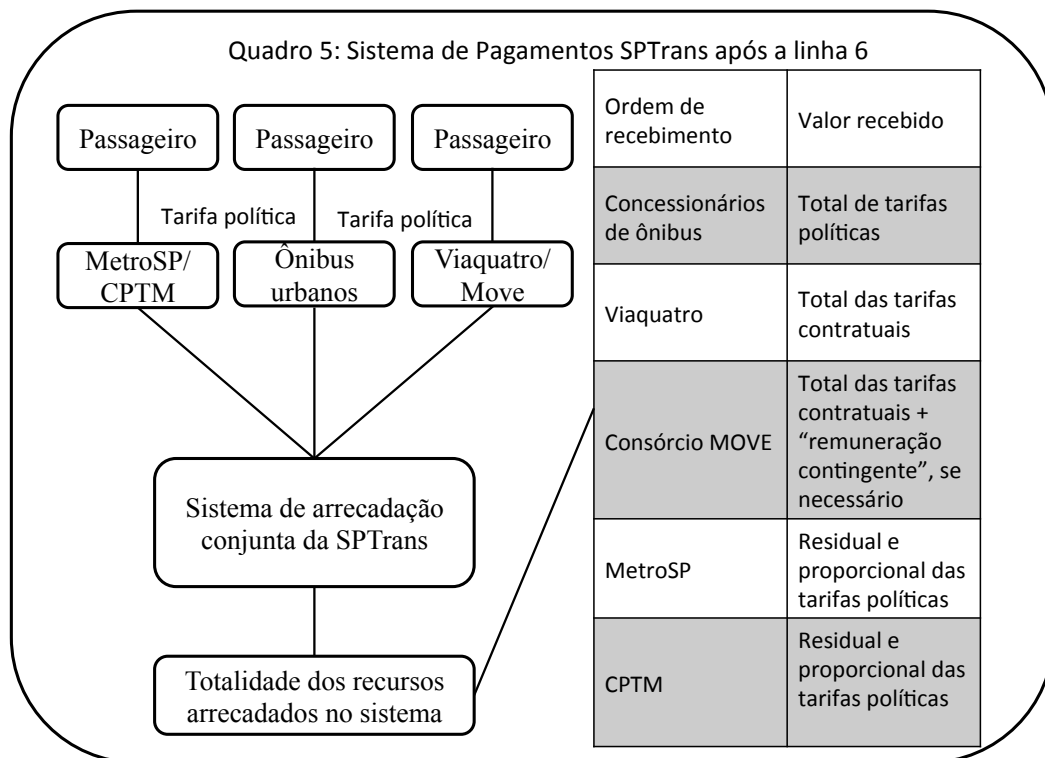 Quadro 5: Sistema de Pagamentos SPTrans após a linha 6
Passageiro
Passageiro
Passageiro
Tarifa política
Tarifa política
MetroSP/
CPTM
Ônibus
urbanos
Viaquatro/
Move
Sistema de arrecadação
conjunta da SPTrans
Totalidade dos recursos
arrecadados no sistema
Ordem de
recebimento
Valor recebido
Concessionários
de ônibus
Total de tarifas
políticas
Viaquatro
Total das tarifas
contratuais
Consórcio MOVE
Total das tarifas
contratuais +
“remuneração
contingente”, se
necessário
MetroSP
Residual e
proporcional das
tarifas políticas
CPTM
Residual e
proporcional das
tarifas políticas